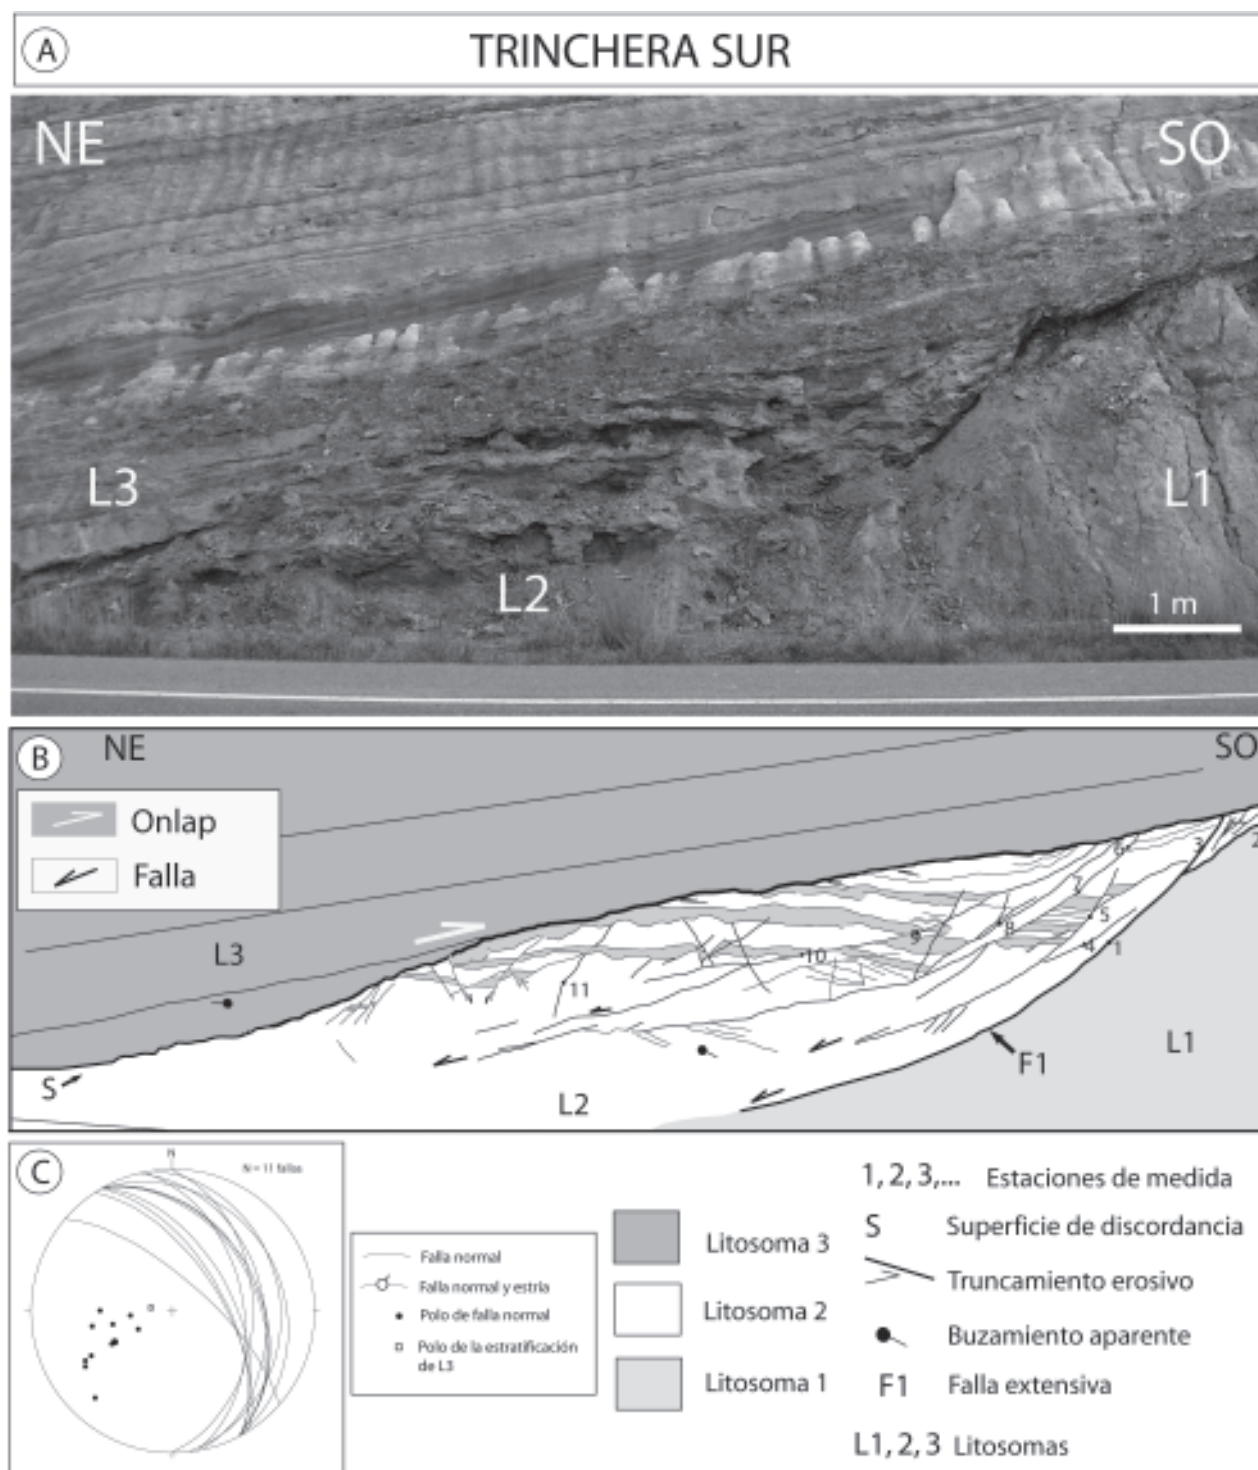 A
TRINCHERA SUR
NE
SO
L3
L1
L2
1 m
B
NE
SO
Onlap
Falla
L3
S
L2
L1
F1
1
2
3
4
5
6
7
8
9
10
11
C
N
N = 11 fallas
Falla normal
Falla normal y estría
Polo de falla normal
Polo de la estratificación
de L3
Litosoma 3
Litosoma 2
Litosoma 1
1, 2, 3,... Estaciones de medida
S Superficie de discordancia
Truncamiento erosivo
Buzamiento aparente
F1 Falla extensiva
L1, 2, 3 Litosomas